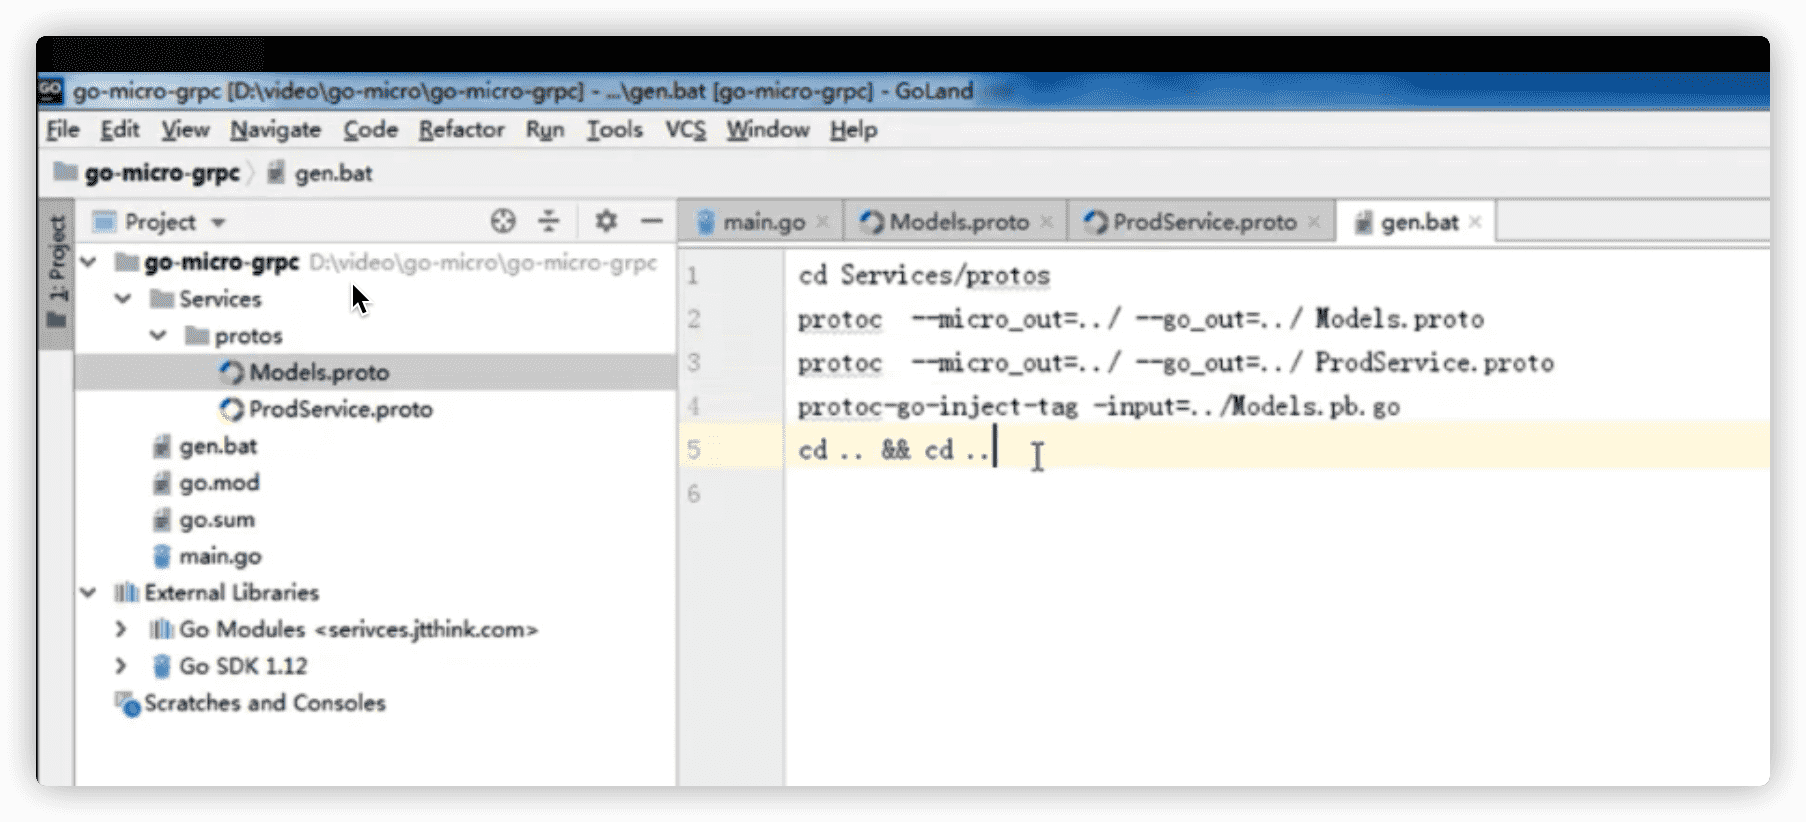 go-micro-grpc [D:\video\go-micro\go-micro-grpc] - ...\gen.bat [go-micro-grpc] - GoLand
File Edit View Navigate Code Refactor Run Tools VCS Window Help
go-micro-grpc gen.bat
1: Project
Project
main.go Models.proto ProdService.proto gen.bat
go-micro-grpc D:\video\go-micro\go-micro-grpc
Services
protos
Models.proto
ProdService.proto
gen.bat
go.mod
go.sum
main.go
External Libraries
Go Modules <serivces.jtthink.com>
Go SDK 1.12
Scratches and Consoles
1 cd Services/protos
2 protoc  --micro_out=../ --go_out=../ Models.proto
3 protoc  --micro_out=../ --go_out=../ ProdService.proto
4 protoc-go-inject-tag -input=../Models.pb.go
5 cd .. && cd ..
6